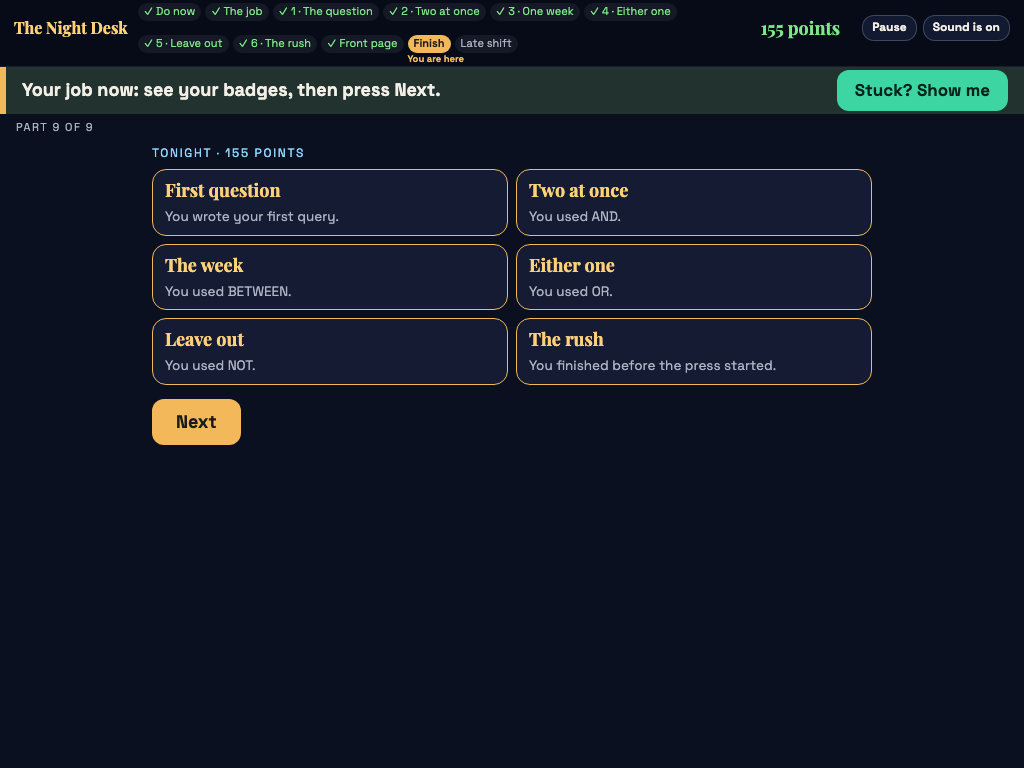 The Night Desk
✓ Do now
✓ The job
✓ 1 · The question
✓ 2 · Two at once
✓ 3 · One week
✓ 4 · Either one
✓ 5 · Leave out
✓ 6 · The rush
✓ Front page
Finish
Late shift
You are here
155 points
Pause
Sound is on
Your job now: see your badges, then press Next.
Stuck? Show me
PART 9 OF 9
TONIGHT · 155 POINTS
First question
You wrote your first query.
Two at once
You used AND.
The week
You used BETWEEN.
Either one
You used OR.
Leave out
You used NOT.
The rush
You finished before the press started.
Next